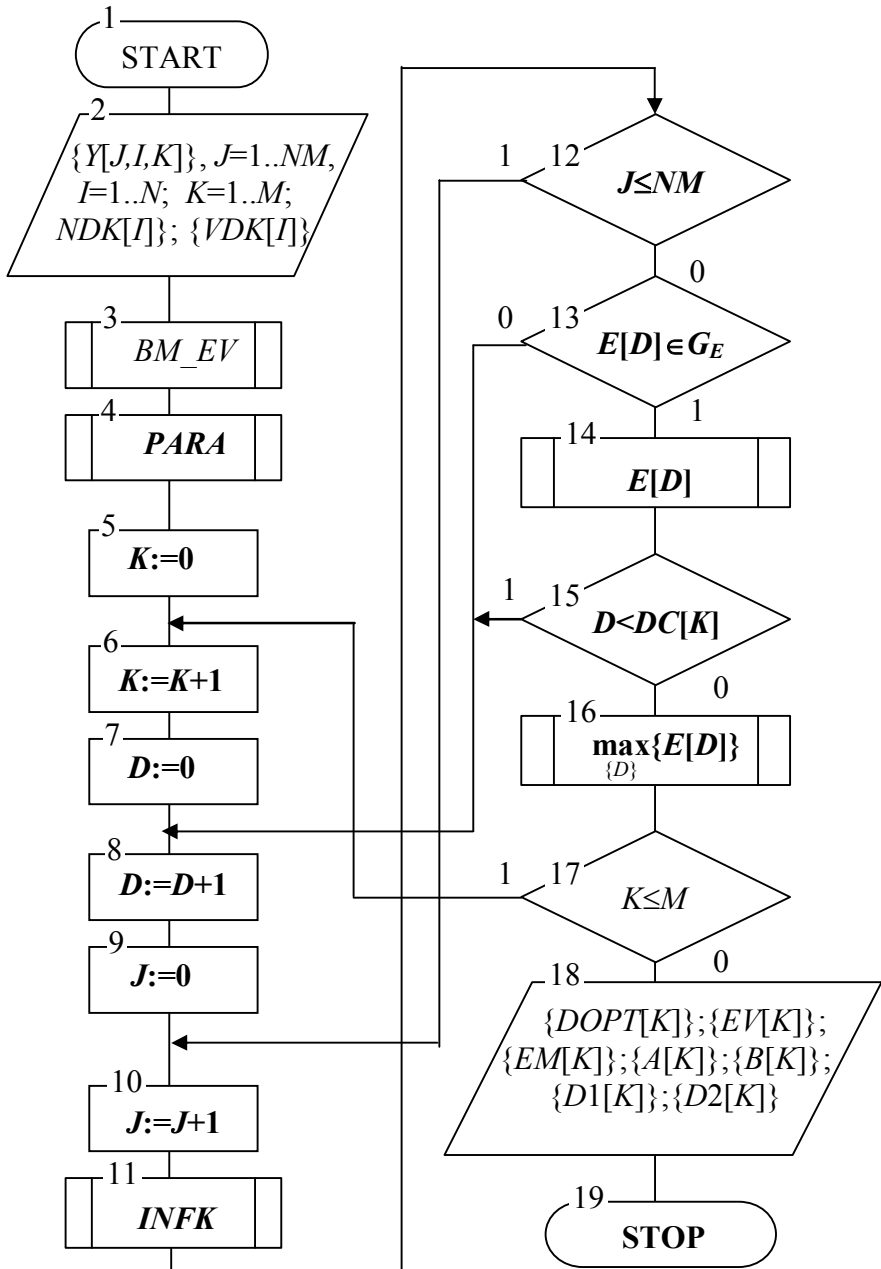 1
START
2
{Y[J,I,K]}, J=1..NM,
I=1..N; K=1..M;
NDK[I]}; {VDK[I]}
3
BM_EV
4
PARA
5
K:=0
6
K:=K+1
7
D:=0
8
D:=D+1
9
J:=0
10
J:=J+1
11
INFK
1
12
J≤NM
0
0
13
E[D]∈G_E
1
14
E[D]
1
15
D<DC[K]
0
16
max{E[D]}
{D}
1
17
K≤M
0
18
{DOPT[K]};{EV[K]};
{EM[K]};{A[K]};{B[K]};
{D1[K]};{D2[K]}
19
STOP